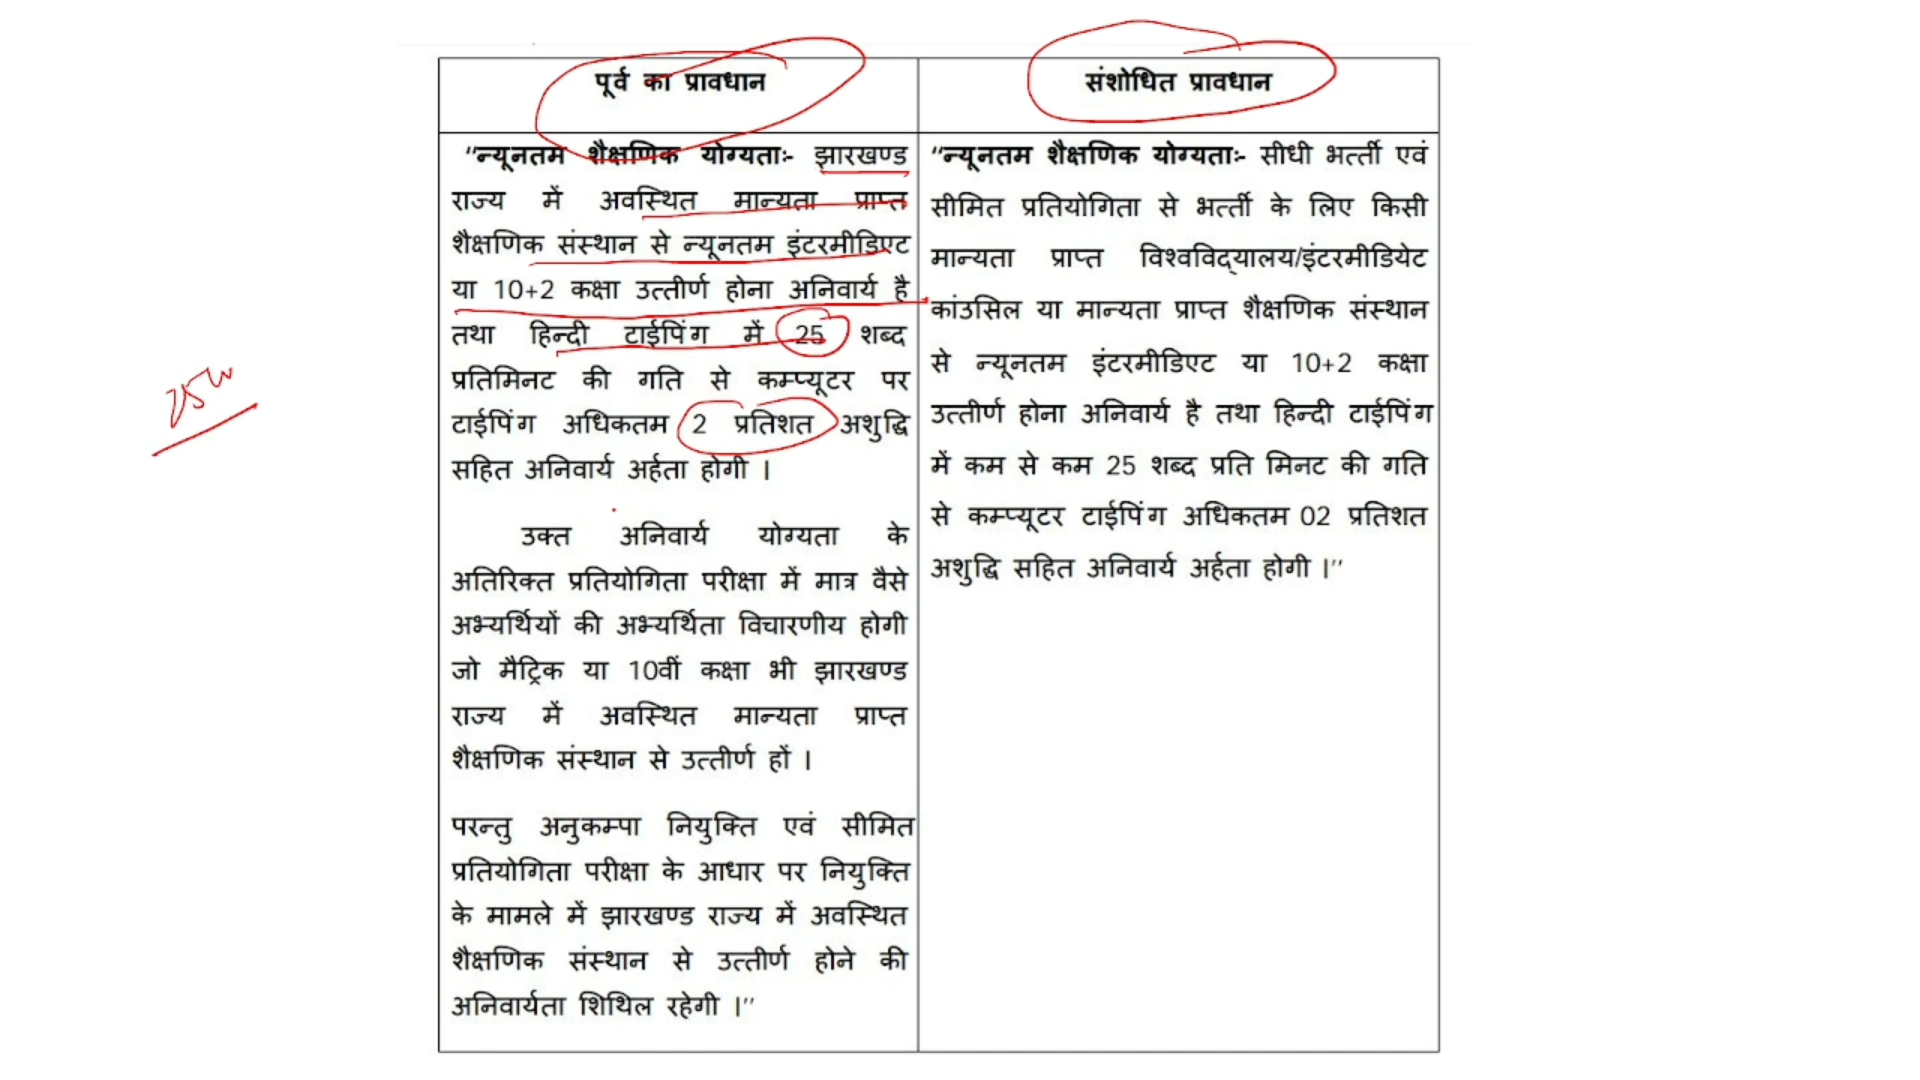 पूर्व का प्रावधान
"न्यूनतम शैक्षणिक योग्यताः- झारखण्ड
राज्य में अवस्थित मान्यता प्राप्त
शैक्षणिक संस्थान से न्यूनतम इंटरमीडिएट
या 10+2 कक्षा उत्तीर्ण होना अनिवार्य है
तथा हिन्दी टाईपिंग में 25 शब्द
प्रतिमिनट की गति से कम्प्यूटर पर
टाईपिंग अधिकतम 2 प्रतिशत अशुद्धि
सहित अनिवार्य अर्हता होगी ।
उक्त अनिवार्य योग्यता के
अतिरिक्त प्रतियोगिता परीक्षा में मात्र वैसे
अभ्यर्थियों की अभ्यर्थिता विचारणीय होगी
जो मैट्रिक या 10वीं कक्षा भी झारखण्ड
राज्य में अवस्थित मान्यता प्राप्त
शैक्षणिक संस्थान से उत्तीर्ण हों ।
परन्तु अनुकम्पा नियुक्ति एवं सीमित
प्रतियोगिता परीक्षा के आधार पर नियुक्ति
के मामले में झारखण्ड राज्य में अवस्थित
शैक्षणिक संस्थान से उत्तीर्ण होने की
अनिवार्यता शिथिल रहेगी ।"
संशोधित प्रावधान
"न्यूनतम शैक्षणिक योग्यताः- सीधी भर्त्ती एवं
सीमित प्रतियोगिता से भर्त्ती के लिए किसी
मान्यता प्राप्त विश्वविद्यालय/इंटरमीडियेट
कांउसिल या मान्यता प्राप्त शैक्षणिक संस्थान
से न्यूनतम इंटरमीडिएट या 10+2 कक्षा
उत्तीर्ण होना अनिवार्य है तथा हिन्दी टाईपिंग
में कम से कम 25 शब्द प्रति मिनट की गति
से कम्प्यूटर टाईपिंग अधिकतम 02 प्रतिशत
अशुद्धि सहित अनिवार्य अर्हता होगी ।"
25 w